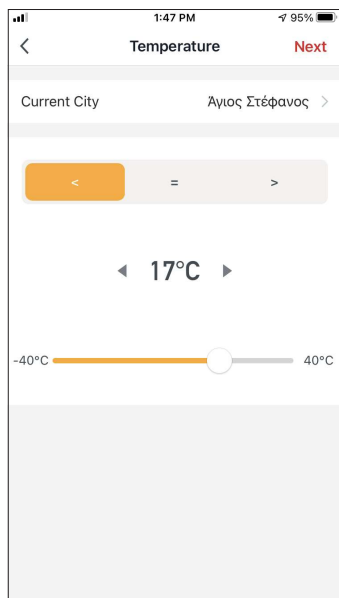 1:47 PM 95%
Temperature Next
Current City Άγιος Στέφανος
< = >
17°C
-40°C 40°C